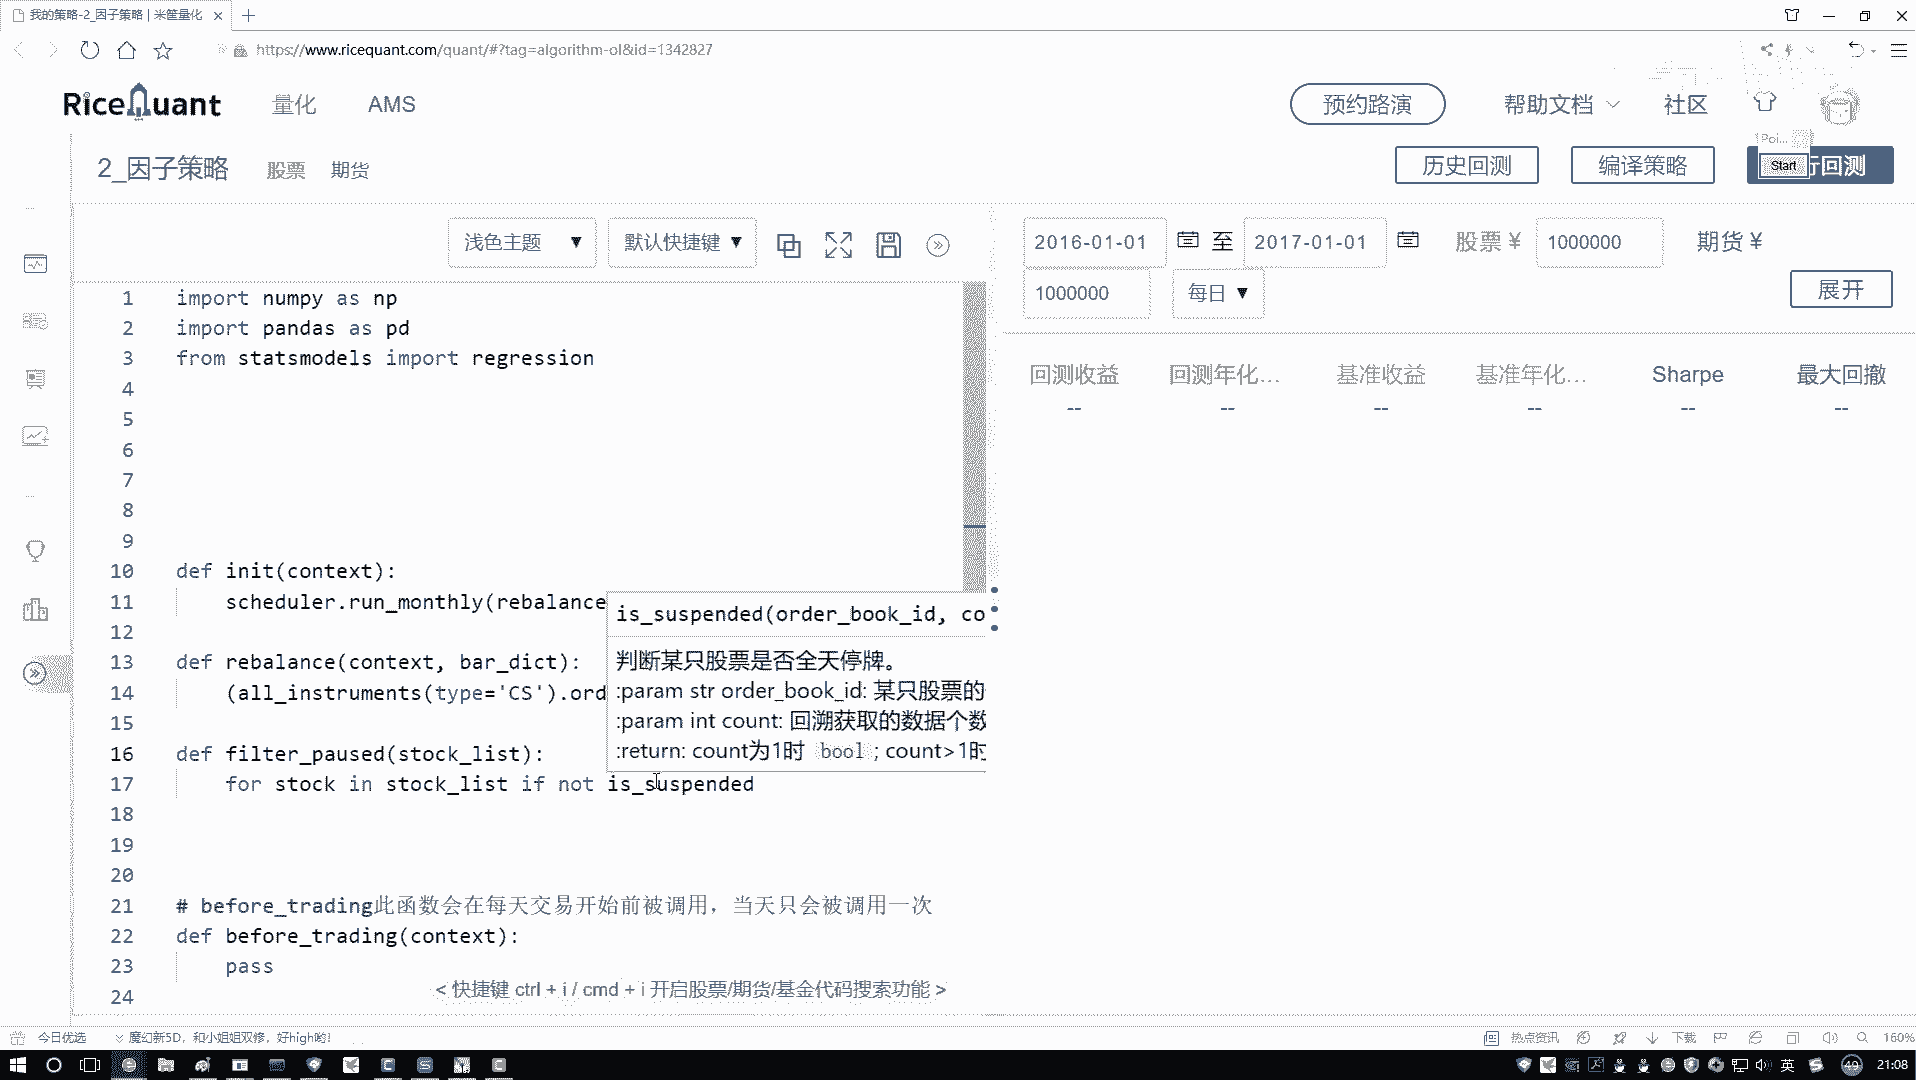 我的策略-2_因子策略 | 米筐量化
https://www.ricequant.com/quant/#?tag=algorithm-ol&id=1342827
RiceQuant 量化 AMS 预约路演 帮助文档 社区
Poi...
2_因子策略 股票 期货 历史回测 编译策略 Start 行回测
浅色主题 ▼ 默认快捷键 ▼ 2016-01-01 至 2017-01-01 股票 ¥ 1000000 期货 ¥
1000000 每日 ▼ 展开
1 import numpy as np
2 import pandas as pd
3 from statsmodels import regression
4
5
6
7
8
9
10 def init(context):
11 scheduler.run_monthly(rebalance
12
13 def rebalance(context, bar_dict):
14 (all_instruments(type='CS').ord
15
16 def filter_paused(stock_list):
17 for stock in stock_list if not is_suspended
18
19
20
21 # before_trading此函数会在每天交易开始前被调用，当天只会被调用一次
22 def before_trading(context):
23 pass
24
is_suspended(order_book_id, co
判断某只股票是否全天停牌。
:param str order_book_id: 某只股票的
:param int count: 回溯获取的数据个数
:return: count为1时 bool ; count>1时
< 快捷键 ctrl + i / cmd + i 开启股票/期货/基金代码搜索功能 >
回测收益 回测年化... 基准收益 基准年化... Sharpe 最大回撤
-- -- -- -- -- --
今日优选 魔幻新5D，和小姐姐双修，好high哟! 热点资讯 下载 160%
英 49 21:08